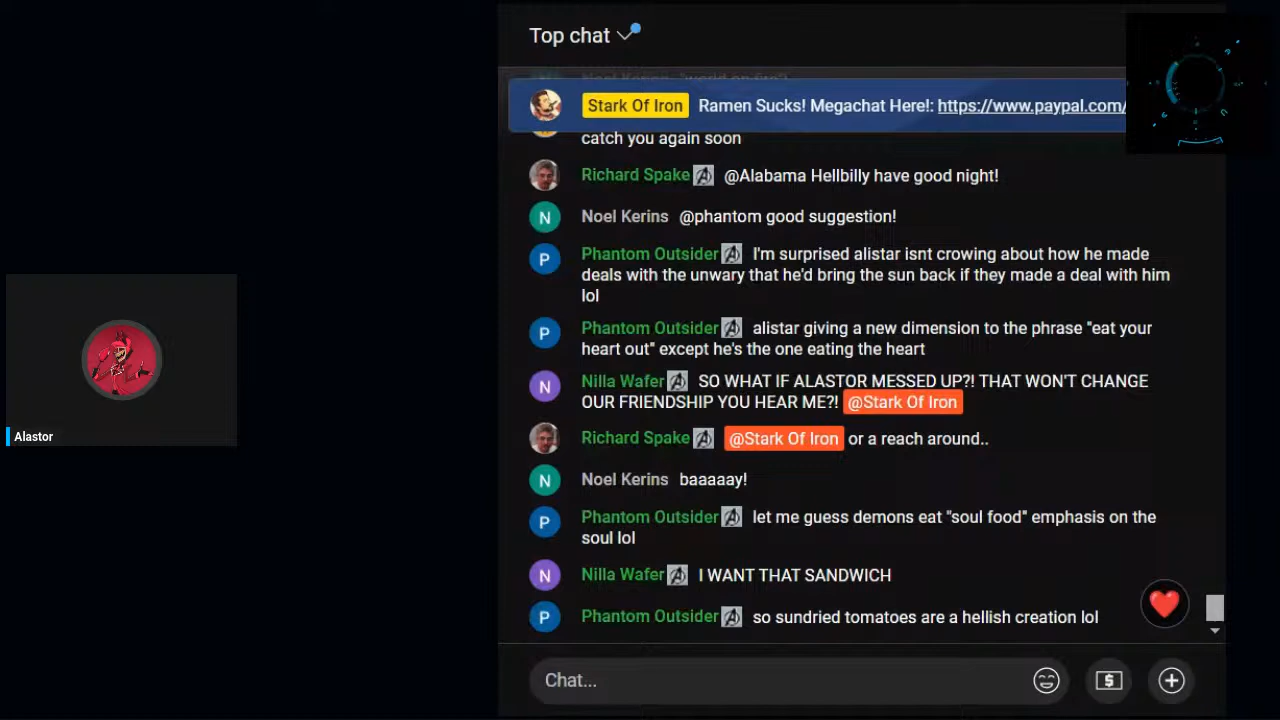 Top chat
Noel Kerins "world on fire?
Stark Of Iron Ramen Sucks! Megachat Here!: https://www.paypal.com/
catch you again soon
Richard Spake @Alabama Hellbilly have good night!
N Noel Kerins @phantom good suggestion!
P Phantom Outsider I'm surprised alistar isnt crowing about how he made
deals with the unwary that he'd bring the sun back if they made a deal with him
lol
P Phantom Outsider alistar giving a new dimension to the phrase "eat your
heart out" except he's the one eating the heart
N Nilla Wafer SO WHAT IF ALASTOR MESSED UP?! THAT WON'T CHANGE
OUR FRIENDSHIP YOU HEAR ME?! @Stark Of Iron
Richard Spake @Stark Of Iron or a reach around..
N Noel Kerins baaaaay!
P Phantom Outsider let me guess demons eat "soul food" emphasis on the
soul lol
N Nilla Wafer I WANT THAT SANDWICH
P Phantom Outsider so sundried tomatoes are a hellish creation lol
Chat...
Alastor